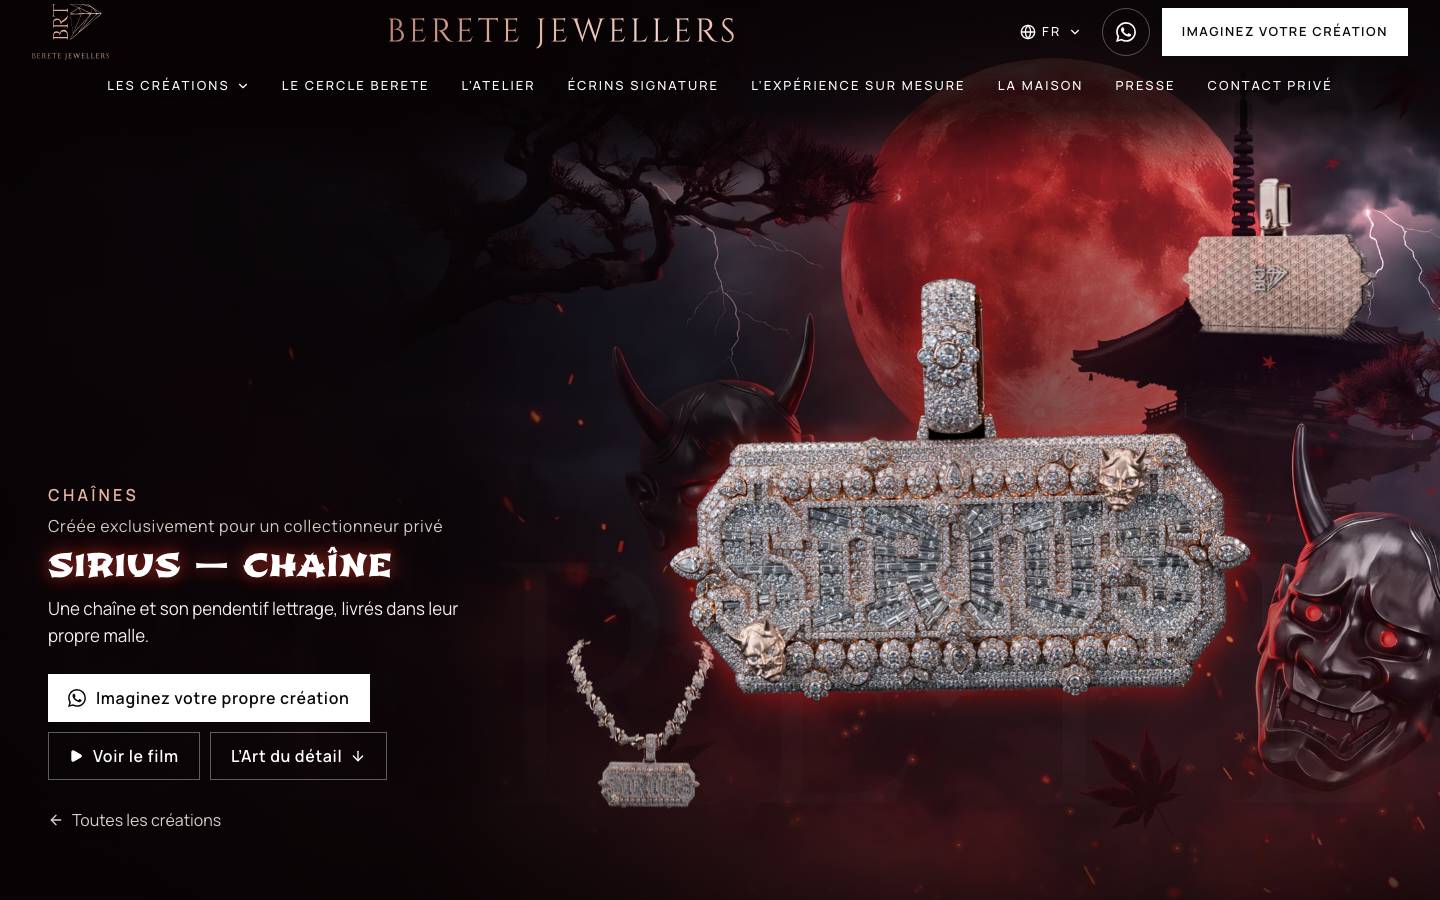 BRT
BERETE JEWELLERS
BERETE JEWELLERS
FR
IMAGINEZ VOTRE CRÉATION
LES CRÉATIONS
LE CERCLE BERETE
L'ATELIER
ÉCRINS SIGNATURE
L'EXPÉRIENCE SUR MESURE
LA MAISON
PRESSE
CONTACT PRIVÉ
BRT
SIRIUS
CHAÎNES
Créée exclusivement pour un collectionneur privé
SIRIUS — CHAÎNE
Une chaîne et son pendentif lettrage, livrés dans leur
propre malle.
Imaginez votre propre création
Voir le film
L'Art du détail
SIRIUS
Toutes les créations